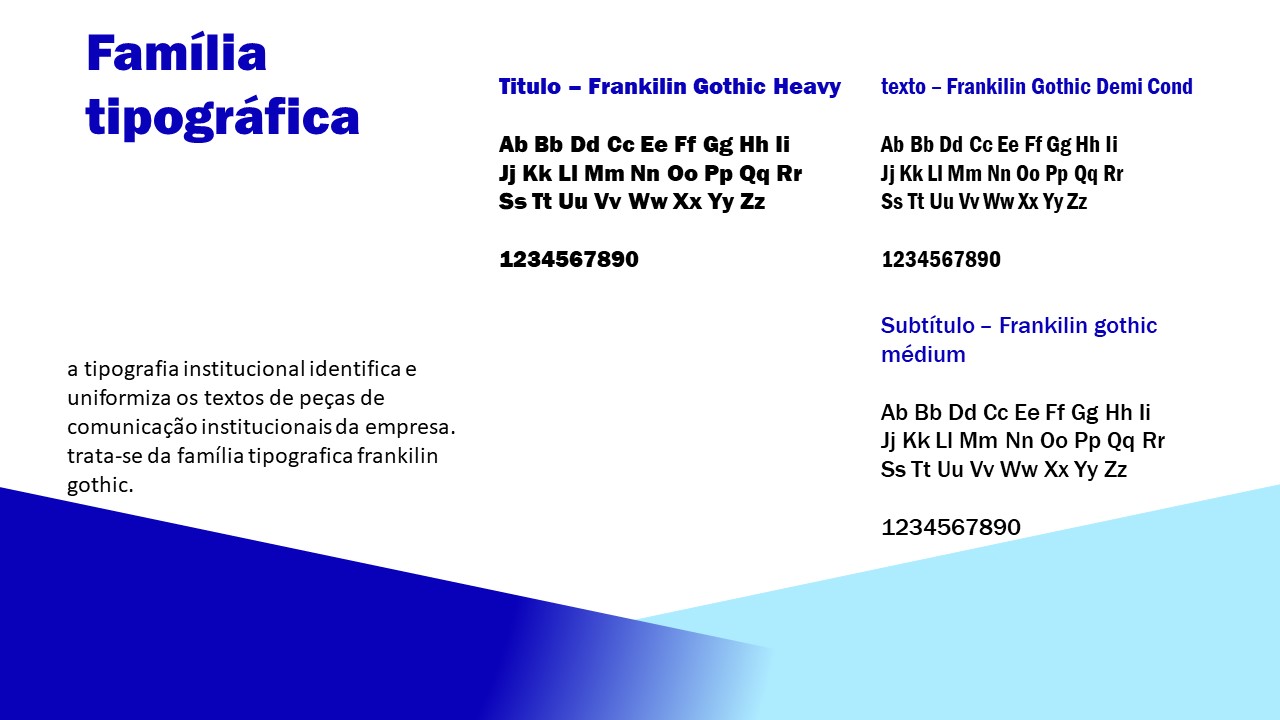 Família
tipográfica
a tipografia institucional identifica e
uniformiza os textos de peças de
comunicação institucionais da empresa.
trata-se da família tipografica frankilin
gothic.
Titulo – Frankilin Gothic Heavy
Ab Bb Dd Cc Ee Ff Gg Hh Ii
Jj Kk Ll Mm Nn Oo Pp Qq Rr
Ss Tt Uu Vv Ww Xx Yy Zz
1234567890
texto – Frankilin Gothic Demi Cond
Ab Bb Dd Cc Ee Ff Gg Hh Ii
Jj Kk Ll Mm Nn Oo Pp Qq Rr
Ss Tt Uu Vv Ww Xx Yy Zz
1234567890
Subtítulo – Frankilin gothic
médium
Ab Bb Dd Cc Ee Ff Gg Hh Ii
Jj Kk Ll Mm Nn Oo Pp Qq Rr
Ss Tt Uu Vv Ww Xx Yy Zz
1234567890